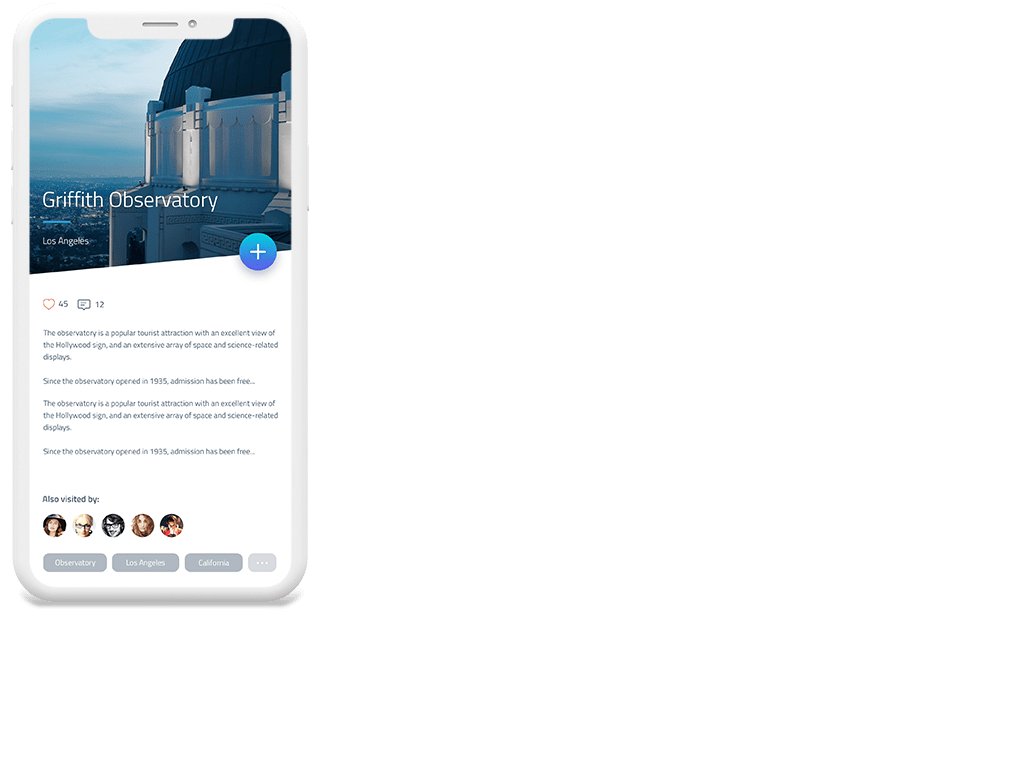 Griffith Observatory
Los Angeles
45 12
The observatory is a popular tourist attraction with an excellent view of
the Hollywood sign, and an extensive array of space and science-related
displays.
Since the observatory opened in 1935, admission has been free...
The observatory is a popular tourist attraction with an excellent view of
the Hollywood sign, and an extensive array of space and science-related
displays.
Since the observatory opened in 1935, admission has been free...
Also visited by:
Observatory Los Angeles California ...